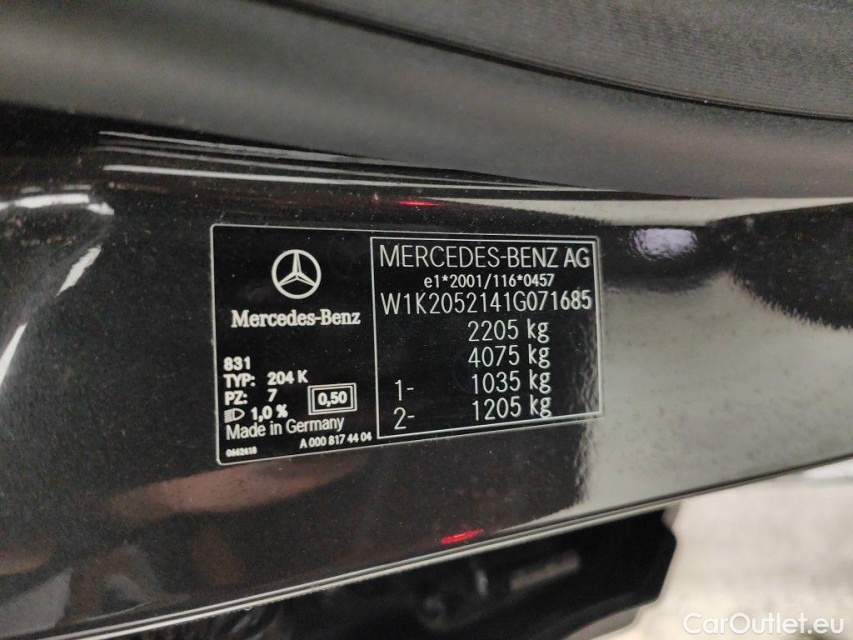 Mercedes-Benz
831
TYP: 204 K
PZ: 7
0,50
1,0 %
Made in Germany
0442418
A 000 817 44 04
MERCEDES-BENZ AG
e1*2001/116*0457
W1K2052141G071685
2205 kg
4075 kg
1- 1035 kg
2- 1205 kg
CarOutlet.eu